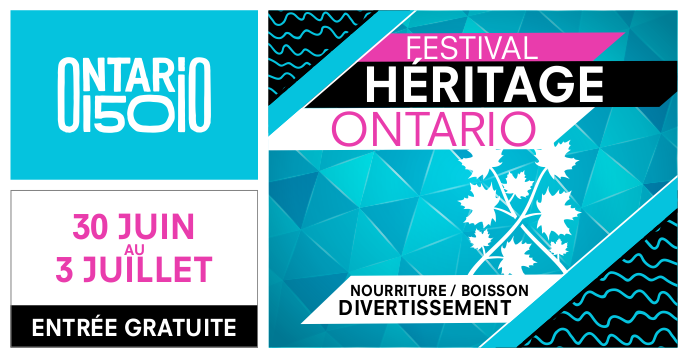 ONTARIO
150
30 JUIN
AU
3 JUILLET
ENTRÉE GRATUITE
FESTIVAL
HÉRITAGE
ONTARIO
NOURRITURE / BOISSON
DIVERTISSEMENT